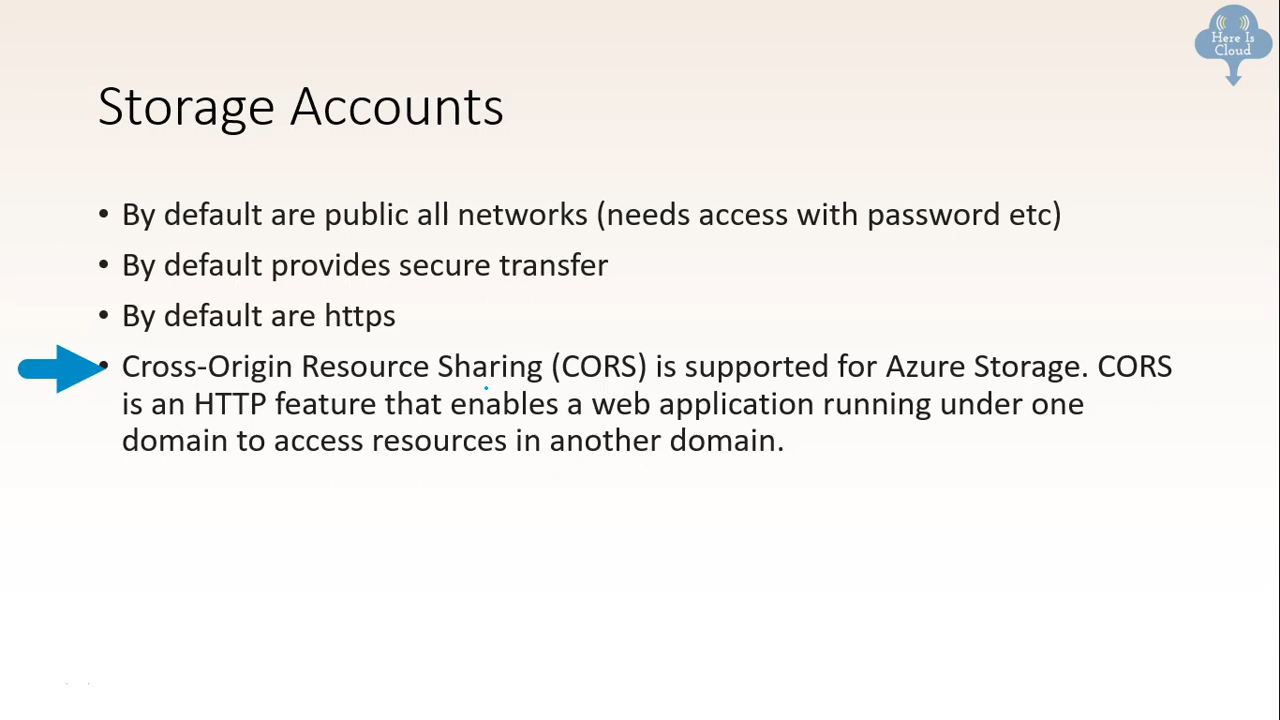 Here Is
Cloud
Storage Accounts
• By default are public all networks (needs access with password etc)
• By default provides secure transfer
• By default are https
• Cross-Origin Resource Sharing (CORS) is supported for Azure Storage. CORS
is an HTTP feature that enables a web application running under one
domain to access resources in another domain.